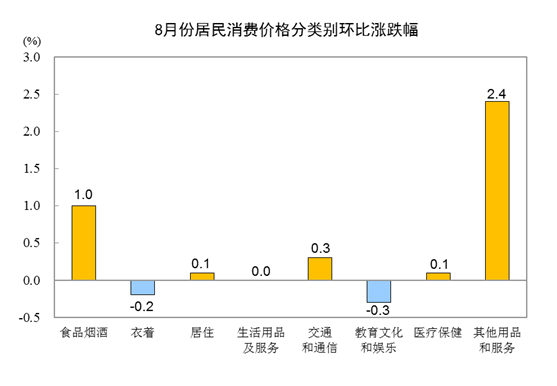 8月份居民消费价格分类别环比涨跌幅
(%)
3.0
2.5
2.0
1.5
1.0
0.5
0.0
-0.5
1.0
-0.2
0.1
0.0
0.3
-0.3
0.1
2.4
食品烟酒
衣着
居住
生活用品
及服务
交通
和通信
教育文化
和娱乐
医疗保健
其他用品
和服务